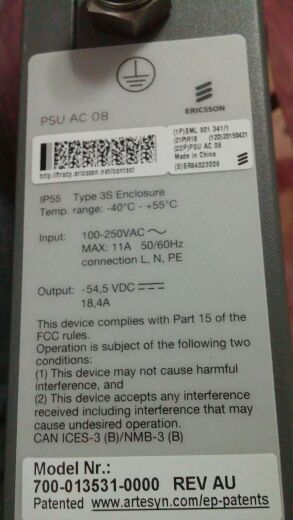 ERICSSON
PSU AC 08
(1P)BML 901 341/1
(21P)R1S (12D)20150421
(22P)PSU AC 08
Made in China
(S)BR84023006
http://tracy.ericsson.net/contact
IP55 Type 3S Enclosure
Temp. range: -40°C - +55°C
Input: 100-250VAC ~
MAX: 11A 50/60Hz
connection L, N, PE
Output: -54,5 VDC ⎓
18,4A
This device complies with Part 15 of the
FCC rules.
Operation is subject of the following two
conditions:
(1) This device may not cause harmful
interference, and
(2) This device accepts any interference
received including interference that may
cause undesired operation.
CAN ICES-3 (B)/NMB-3 (B)
Model Nr.:
700-013531-0000 REV AU
Patented www.artesyn.com/ep-patents